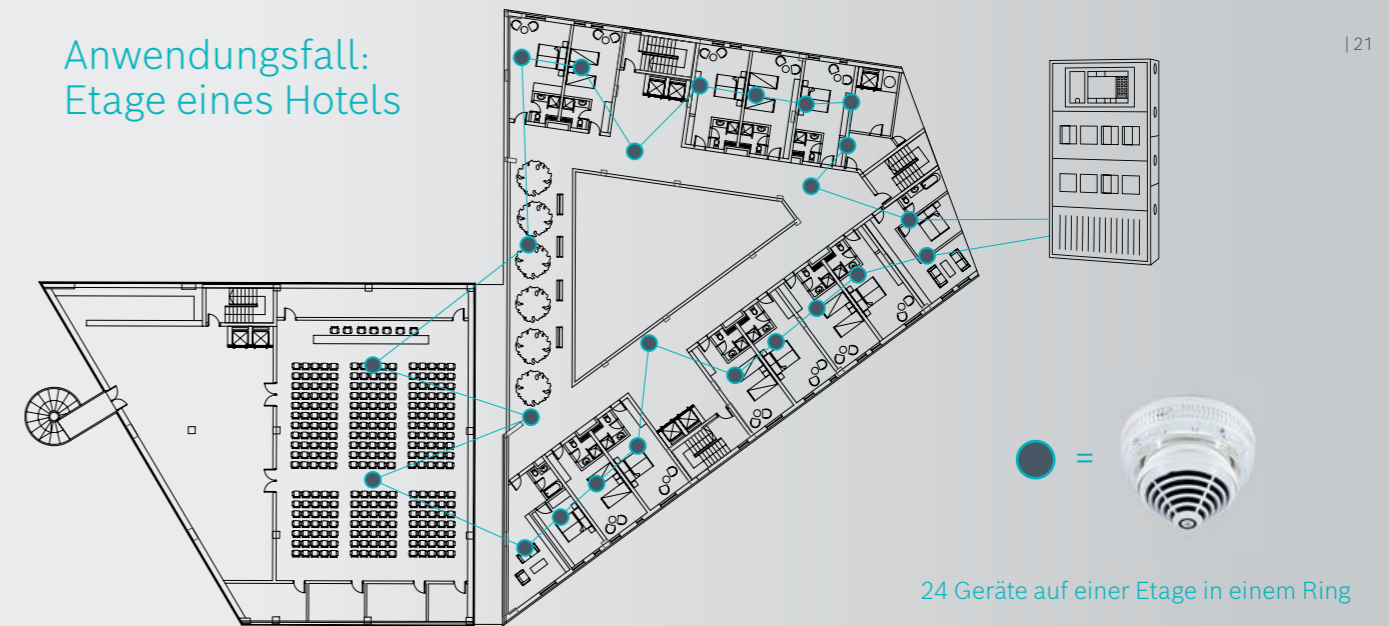 Anwendungsfall:
Etage eines Hotels
| 21
=
24 Geräte auf einer Etage in einem Ring